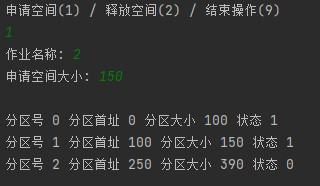 申请空间(1) / 释放空间(2) / 结束操作(9)
1
作业名称: 2
申请空间大小: 150
分区号 0 分区首址 0 分区大小 100 状态 1
分区号 1 分区首址 100 分区大小 150 状态 1
分区号 2 分区首址 250 分区大小 390 状态 0